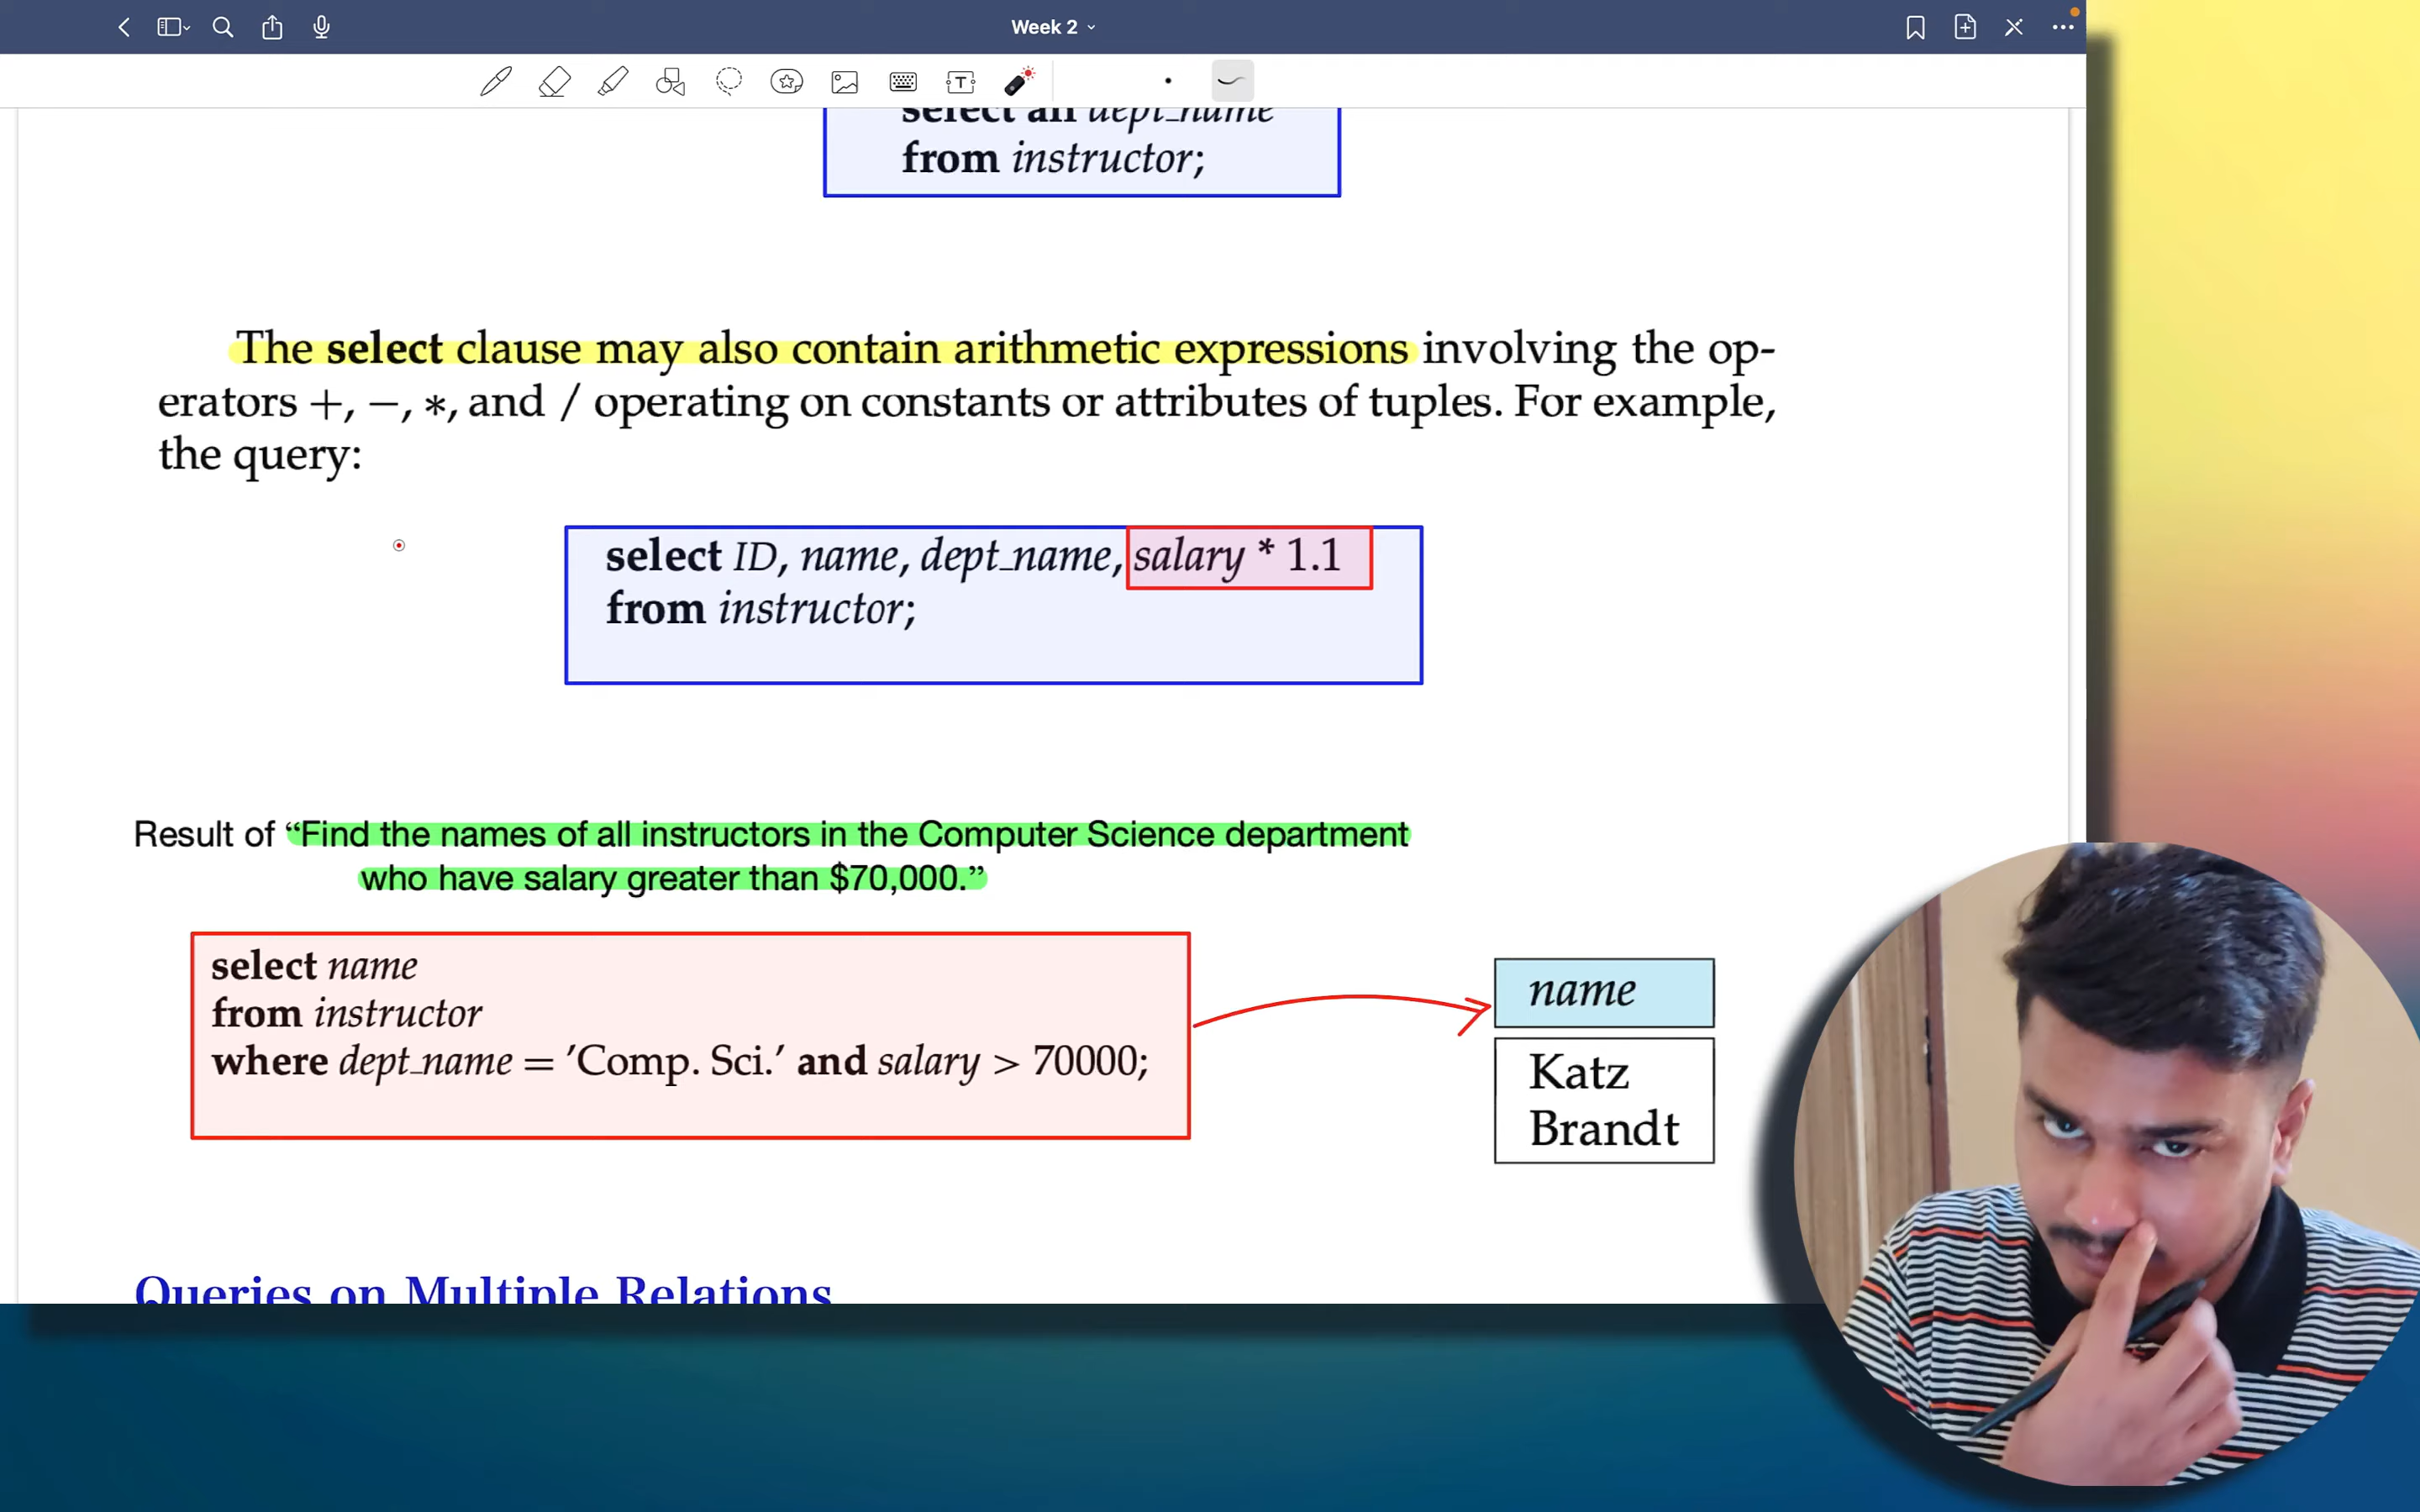 Week 2
T
select all dept_name
from instructor;
The select clause may also contain arithmetic expressions involving the op-
erators +, −, *, and / operating on constants or attributes of tuples. For example,
the query:
select ID, name, dept_name, salary * 1.1
from instructor;
Result of “Find the names of all instructors in the Computer Science department
who have salary greater than $70,000.”
select name
from instructor
where dept_name = ’Comp. Sci.’ and salary > 70000;
name
Katz
Brandt
Queries on Multiple Relations